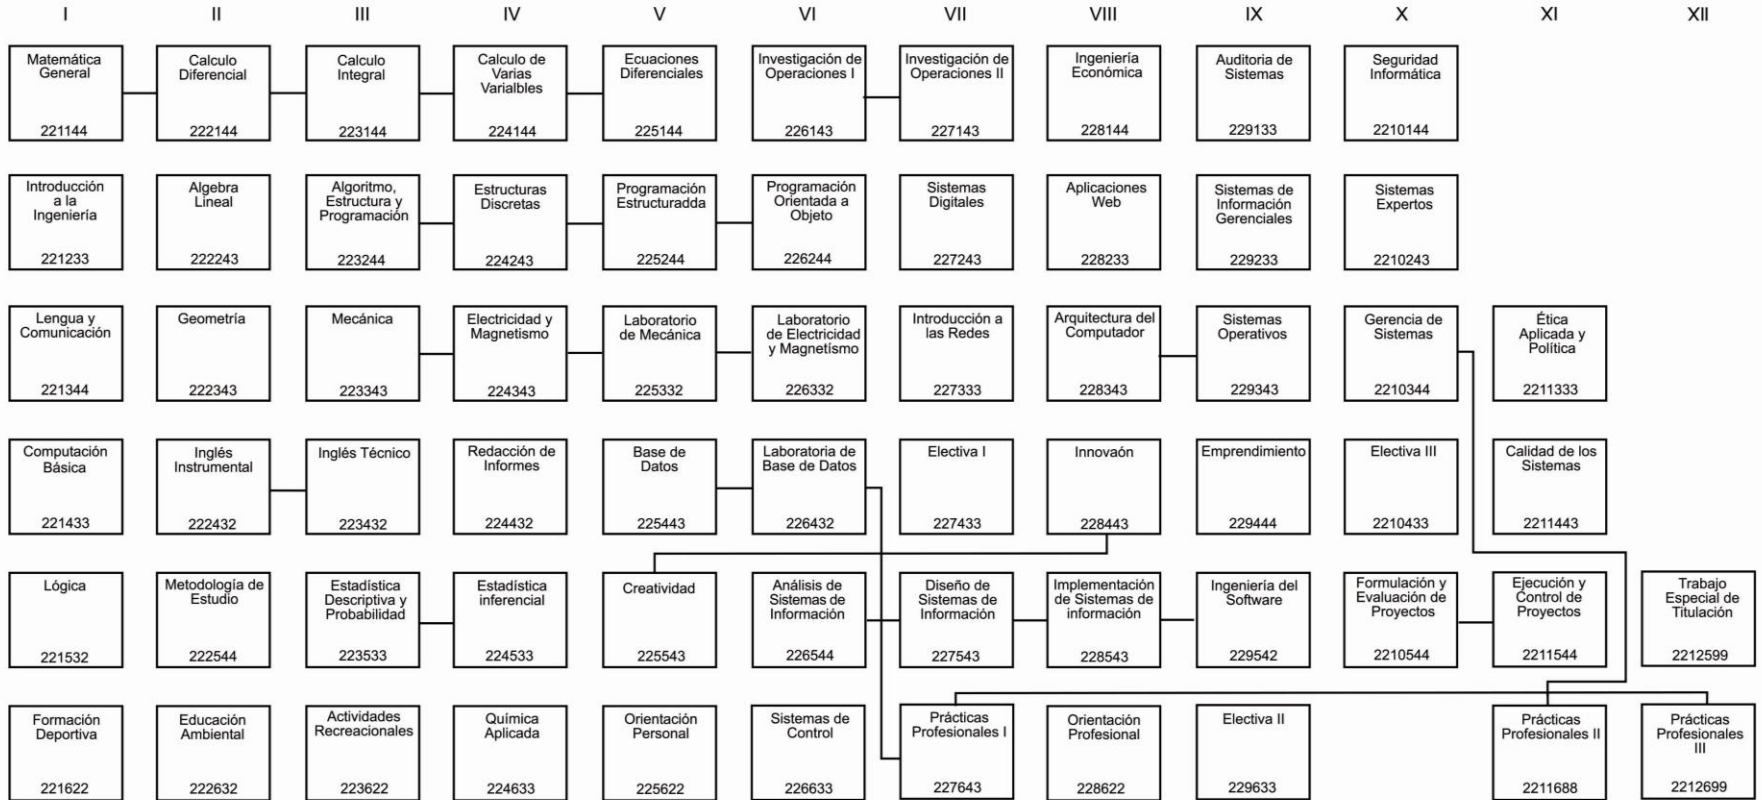 I II III IV V VI VII VIII IX X XI XII
Matemática
General
221144
Calculo
Diferencial
222144
Calculo
Integral
223144
Calculo de
Varias
Varialbles
224144
Ecuaciones
Diferenciales
225144
Investigación de
Operaciones I
226143
Investigación de
Operaciones II
227143
Ingeniería
Económica
228144
Auditoria de
Sistemas
229133
Seguridad
Informática
2210144
Introducción
a la
Ingeniería
221233
Algebra
Lineal
222243
Algoritmo,
Estructura y
Programación
223244
Estructuras
Discretas
224243
Programación
Estructuradda
225244
Programación
Orientada a
Objeto
226244
Sistemas
Digitales
227243
Aplicaciones
Web
228233
Sistemas de
Información
Gerenciales
229233
Sistemas
Expertos
2210243
Lengua y
Comunicación
221344
Geometría
222343
Mecánica
223343
Electricidad y
Magnetismo
224343
Laboratorio
de Mecánica
225332
Laboratorio
de Electricidad
y Magnetísmo
226332
Introducción a
las Redes
227333
Arquitectura del
Computador
228343
Sistemas
Operativos
229343
Gerencia de
Sistemas
2210344
Ética
Aplicada y
Política
2211333
Computación
Básica
221433
Inglés
Instrumental
222432
Inglés Técnico
223432
Redacción de
Informes
224432
Base de
Datos
225443
Laboratoria de
Base de Datos
226432
Electiva I
227433
Innovaón
228443
Emprendimiento
229444
Electiva III
2210433
Calidad de los
Sistemas
2211443
Lógica
221532
Metodología de
Estudio
222544
Estadística
Descriptiva y
Probabilidad
223533
Estadística
inferencial
224533
Creatividad
225543
Análisis de
Sistemas de
Información
226544
Diseño de
Sistemas de
Información
227543
Implementación
de Sistemas de
información
228543
Ingeniería del
Software
229542
Formulación y
Evaluación de
Proyectos
2210544
Ejecución y
Control de
Proyectos
2211544
Trabajo
Especial de
Titulación
2212599
Formación
Deportiva
221622
Educación
Ambiental
222632
Actividades
Recreacionales
223622
Química
Aplicada
224633
Orientación
Personal
225622
Sistemas de
Control
226633
Prácticas
Profesionales I
227643
Orientación
Profesional
228622
Electiva II
229633
Prácticas
Profesionales II
2211688
Prácticas
Profesionales
III
2212699